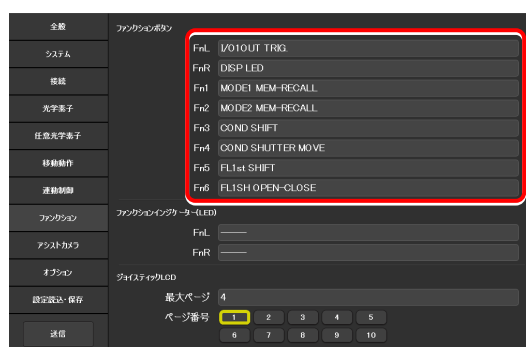 全般
システム
接続
光学素子
任意光学素子
移動動作
連動制御
ファンクション
アシストカメラ
オプション
設定読込・保存
送信
ファンクションボタン
FnL I/O1OUT TRIG.
FnR DISP LED
Fn1 MODE1 MEM-RECALL
Fn2 MODE2 MEM-RECALL
Fn3 COND SHIFT
Fn4 COND SHUTTER MOVE
Fn5 FL1st SHIFT
Fn6 FL1SH OPEN-CLOSE
ファンクションインジケーター(LED)
FnL ——
FnR ——
ジョイスティックLCD
最大ページ 4
ページ番号 1 2 3 4 5
6 7 8 9 10